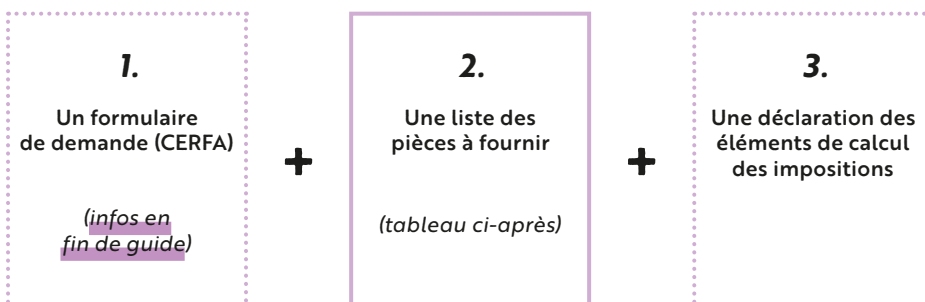 1.
Un formulaire
de demande (CERFA)
(infos en
fin de guide)
+
2.
Une liste des
pièces à fournir
(tableau ci-après)
+
3.
Une déclaration des
éléments de calcul
des impositions